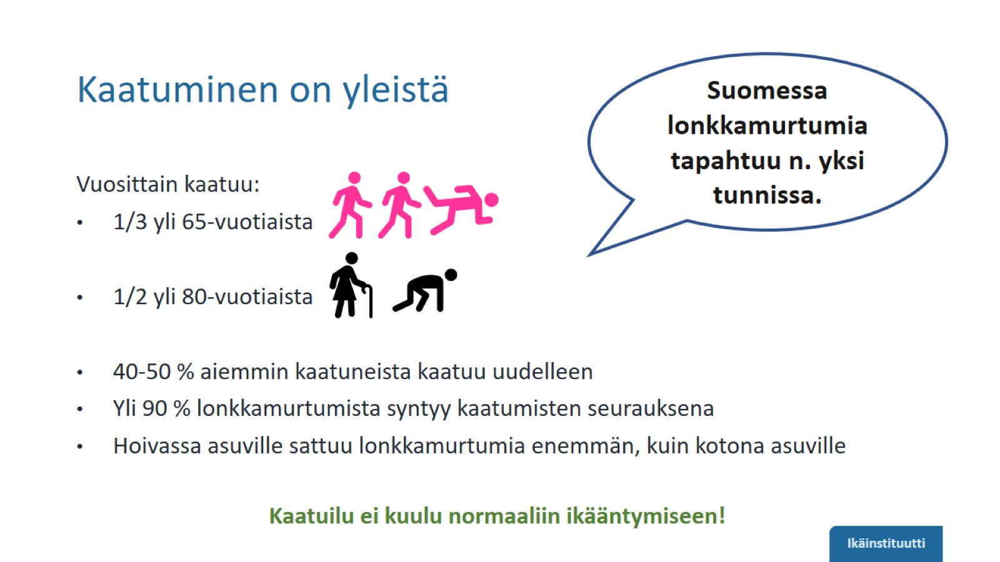 Kaatuminen on yleistä
Suomessa
lonkkamurtumia
tapahtuu n. yksi
tunnissa.
Vuosittain kaatuu:
• 1/3 yli 65-vuotiaista
• 1/2 yli 80-vuotiaista
• 40-50 % aiemmin kaatuneista kaatuu uudelleen
• Yli 90 % lonkkamurtumista syntyy kaatumisten seurauksena
• Hoivassa asuville sattuu lonkkamurtumia enemmän, kuin kotona asuville
Kaatuilu ei kuulu normaaliin ikääntymiseen!
Ikäinstituutti